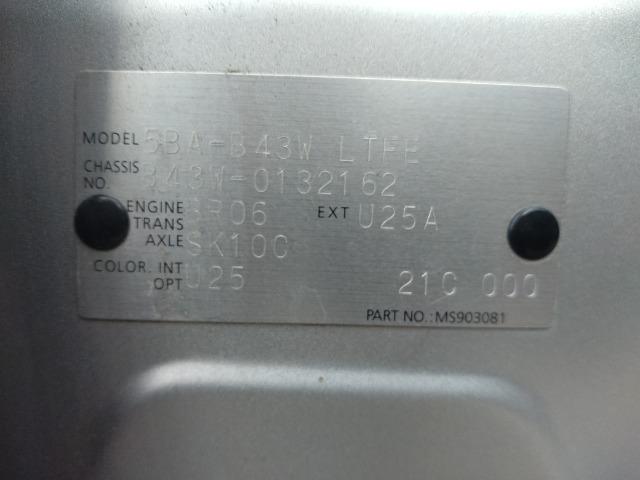 MODEL 5BA-B43W LTFE
CHASSIS NO. B43W-0132162
ENGINE BR06 EXT U25A
TRANS AXLE SK10C
COLOR. INT U25
OPT 21C 000
PART NO.: MS903081